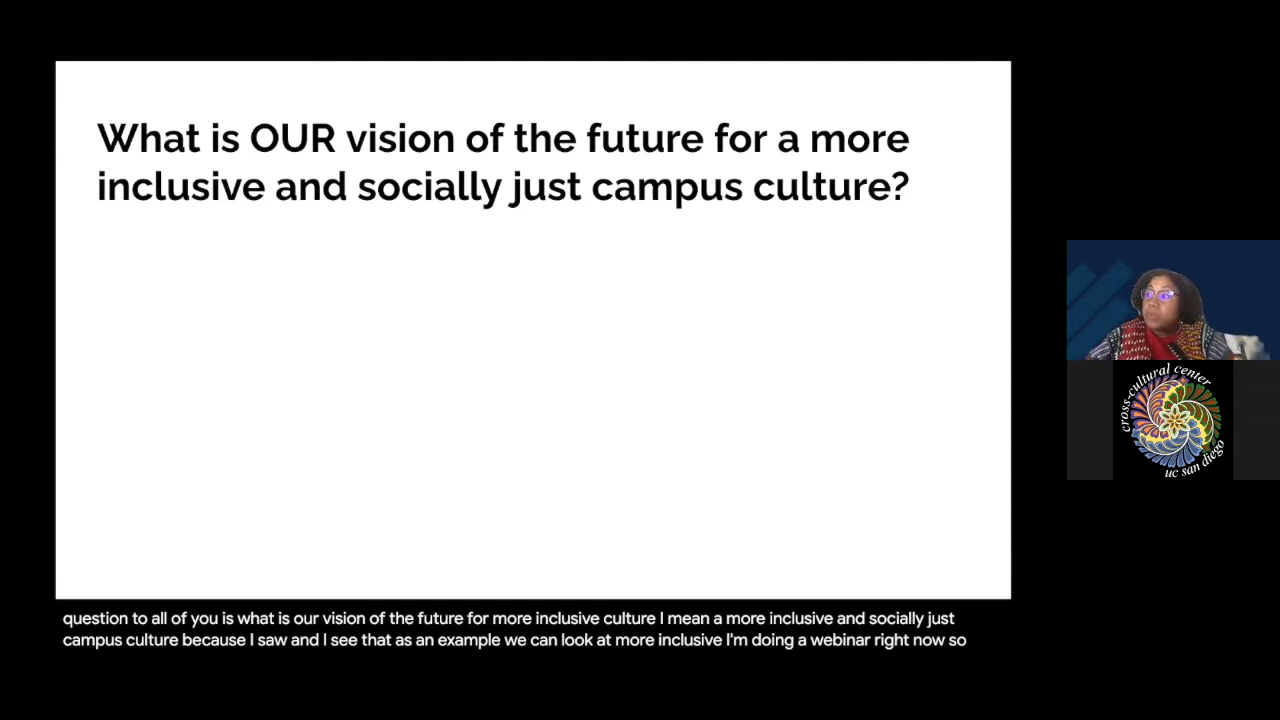 What is OUR vision of the future for a more
inclusive and socially just campus culture?
cross-cultural center
uc san diego
question to all of you is what is our vision of the future for more inclusive culture I mean a more inclusive and socially just
campus culture because I saw and I see that as an example we can look at more inclusive I'm doing a webinar right now so